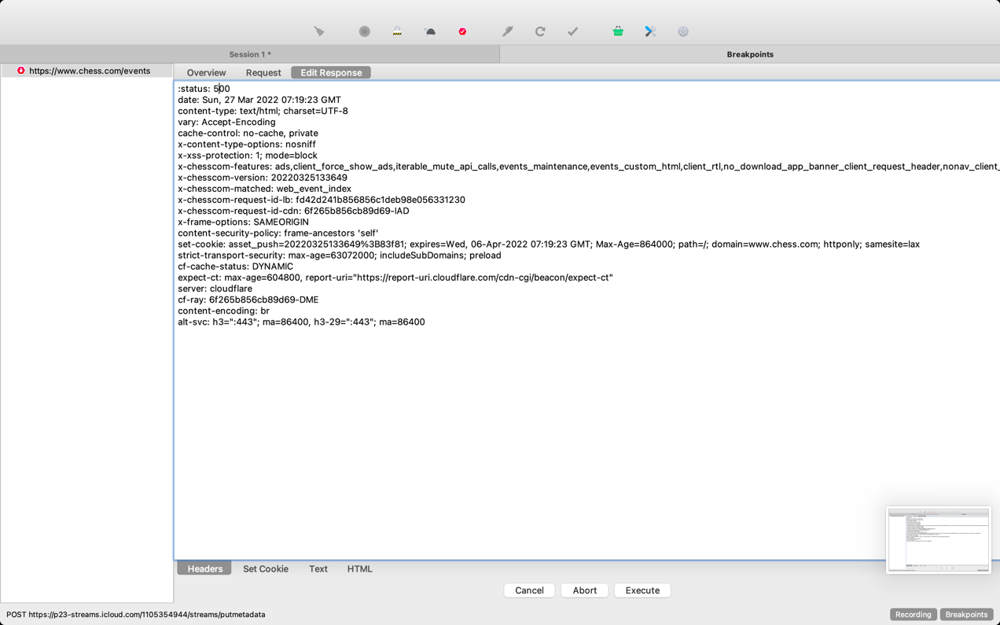 Session 1 *
Breakpoints
https://www.chess.com/events
Overview Request Edit Response
:status: 500
date: Sun, 27 Mar 2022 07:19:23 GMT
content-type: text/html; charset=UTF-8
vary: Accept-Encoding
cache-control: no-cache, private
x-content-type-options: nosniff
x-xss-protection: 1; mode=block
x-chesscom-features: ads,client_force_show_ads,iterable_mute_api_calls,events_maintenance,events_custom_html,client_rtl,no_download_app_banner_client_request_header,nonav_client_
x-chesscom-version: 20220325133649
x-chesscom-matched: web_event_index
x-chesscom-request-id-lb: fd42d241b856856c1deb98e056331230
x-chesscom-request-id-cdn: 6f265b856cb89d69-IAD
x-frame-options: SAMEORIGIN
content-security-policy: frame-ancestors 'self'
set-cookie: asset_push=20220325133649%3B83f81; expires=Wed, 06-Apr-2022 07:19:23 GMT; Max-Age=864000; path=/; domain=www.chess.com; httponly; samesite=lax
strict-transport-security: max-age=63072000; includeSubDomains; preload
cf-cache-status: DYNAMIC
expect-ct: max-age=604800, report-uri="https://report-uri.cloudflare.com/cdn-cgi/beacon/expect-ct"
server: cloudflare
cf-ray: 6f265b856cb89d69-DME
content-encoding: br
alt-svc: h3=":443"; ma=86400, h3-29=":443"; ma=86400
Headers Set Cookie Text HTML
Cancel Abort Execute
POST https://p23-streams.icloud.com/1105354944/streams/putmetadata
Recording Breakpoints